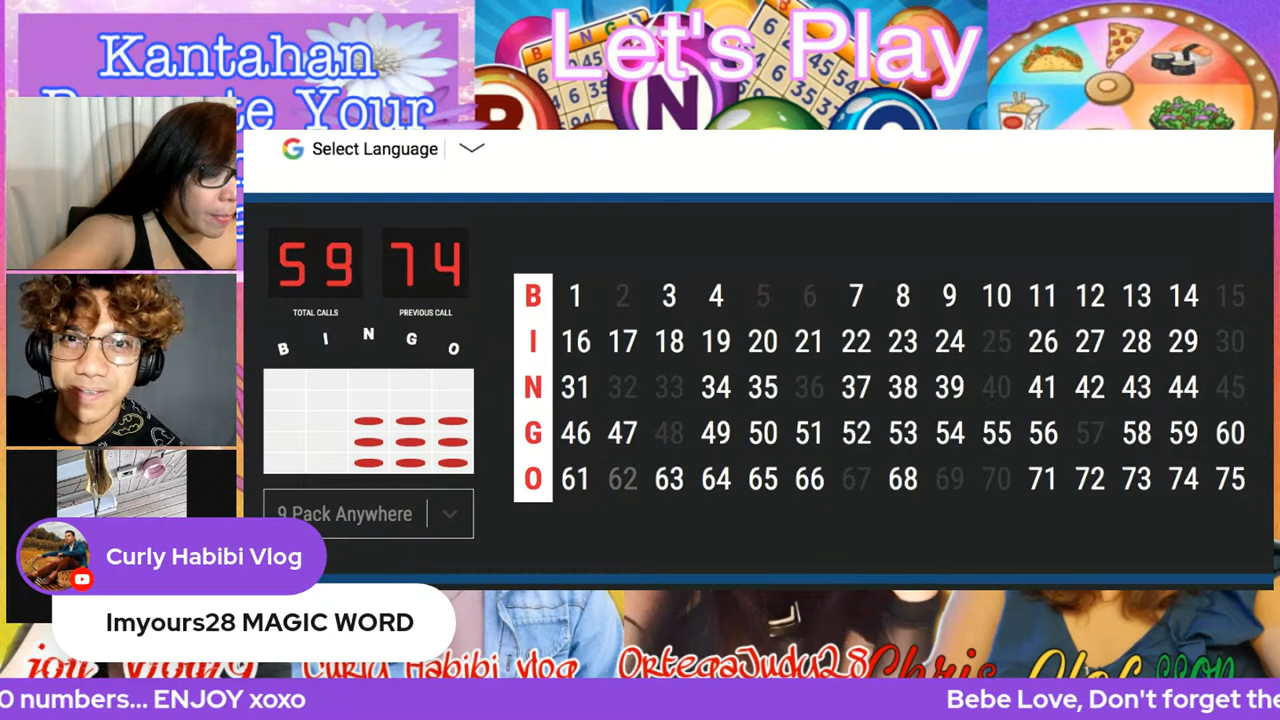 Kantahan
Your
Let's Play
B N G
N
Select Language
59 74
TOTAL CALLS PREVIOUS CALL
B I N G O
9 Pack Anywhere
B 1 2 3 4 5 6 7 8 9 10 11 12 13 14 15
I 16 17 18 19 20 21 22 23 24 25 26 27 28 29 30
N 31 32 33 34 35 36 37 38 39 40 41 42 43 44 45
G 46 47 48 49 50 51 52 53 54 55 56 57 58 59 60
O 61 62 63 64 65 66 67 68 69 70 71 72 73 74 75
Curly Habibi Vlog
Imyours28 MAGIC WORD
Curly Habibi vlog
OrtegaJudy28
Chris
0 numbers... ENJOY xoxo
Bebe Love, Don't forget the